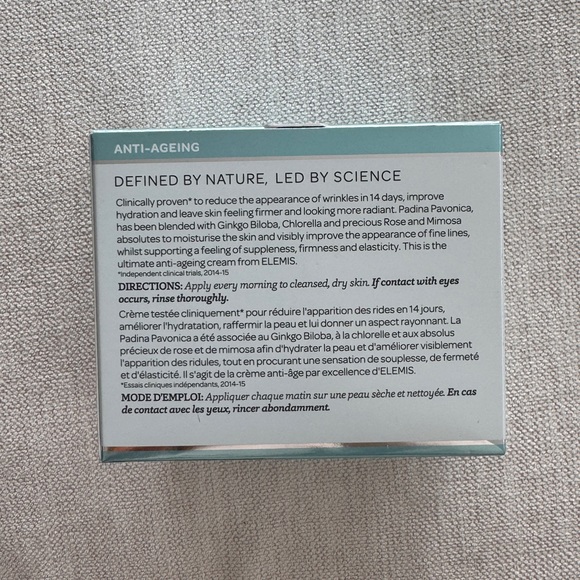 ANTI-AGEING
DEFINED BY NATURE, LED BY SCIENCE
Clinically proven* to reduce the appearance of wrinkles in 14 days, improve
hydration and leave skin feeling firmer and looking more radiant. Padina Pavonica,
has been blended with Ginkgo Biloba, Chlorella and precious Rose and Mimosa
absolutes to moisturise the skin and visibly improve the appearance of fine lines,
whilst supporting a feeling of suppleness, firmness and elasticity. This is the
ultimate anti-ageing cream from ELEMIS.
*Independent clinical trials, 2014-15
DIRECTIONS: Apply every morning to cleansed, dry skin. If contact with eyes
occurs, rinse thoroughly.
Crème testée cliniquement* pour réduire l'apparition des rides en 14 jours,
améliorer l'hydratation, raffermir la peau et lui donner un aspect rayonnant. La
Padina Pavonica a été associée au Ginkgo Biloba, à la chlorelle et aux absolus
précieux de rose et de mimosa afin d'hydrater la peau et d'améliorer visiblement
l'apparition des ridules, tout en procurant une sensation de souplesse, de fermeté
et d'élasticité. Il s'agit de la crème anti-âge par excellence d'ELEMIS.
*Essais cliniques indépendants, 2014-15
MODE D'EMPLOI: Appliquer chaque matin sur une peau sèche et nettoyée. En cas
de contact avec les yeux, rincer abondamment.